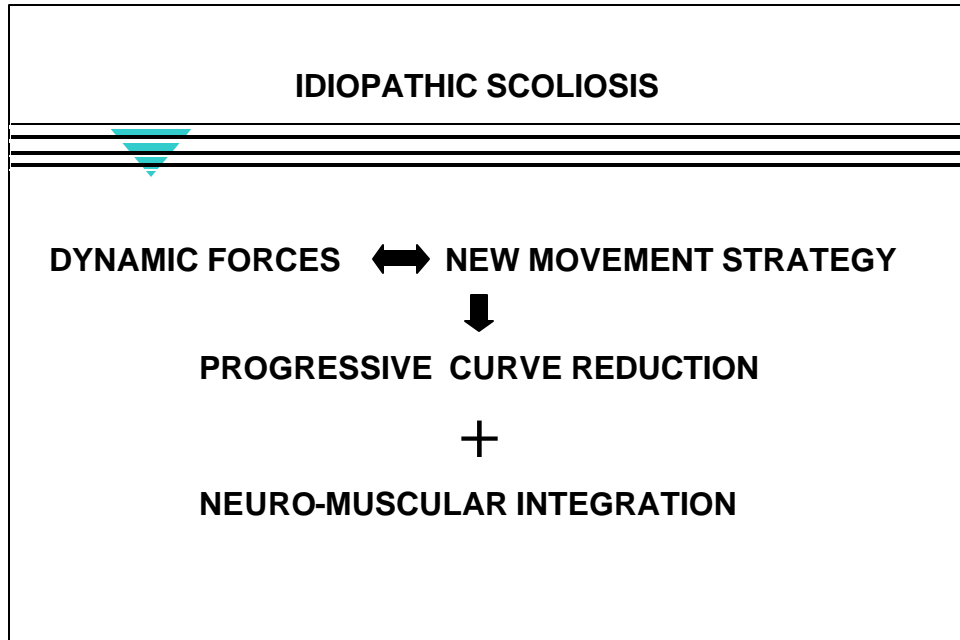 IDIOPATHIC SCOLIOSIS
DYNAMIC FORCES ⬌ NEW MOVEMENT STRATEGY
PROGRESSIVE CURVE REDUCTION
+
NEURO-MUSCULAR INTEGRATION